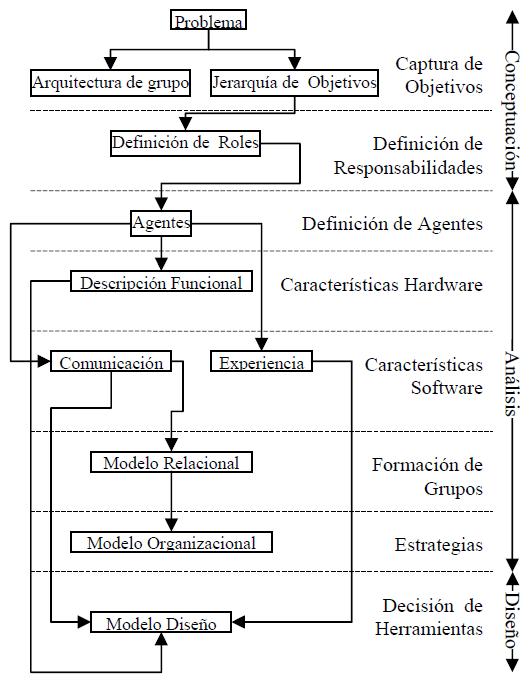 Problema
Arquitectura de grupo
Jerarquía de Objetivos
Captura de
Objetivos
Definición de Roles
Definición de
Responsabilidades
Conceptuación
Agentes
Definición de Agentes
Descripción Funcional
Características Hardware
Comunicación
Experiencia
Características
Software
Análisis
Modelo Relacional
Formación de
Grupos
Modelo Organizacional
Estrategias
Modelo Diseño
Decisión de
Herramientas
Diseño